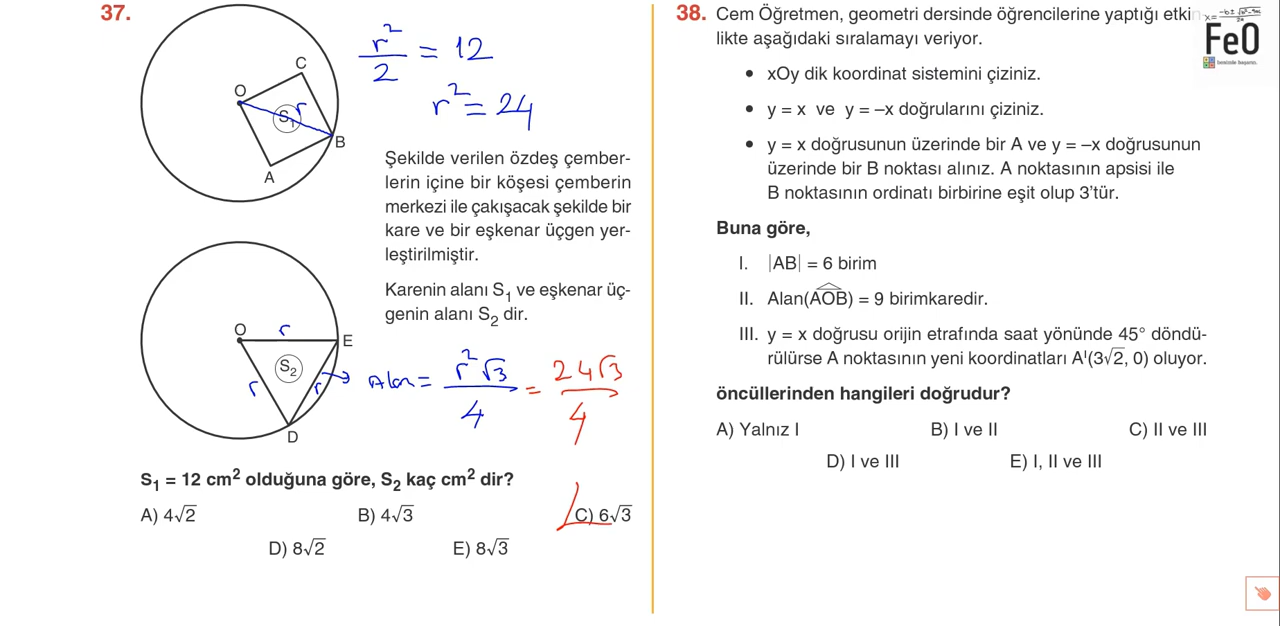 37.
O
C
S₁
r
B
A
r²/2 = 12
r² = 24
Şekilde verilen özdeş çember-
lerin içine bir köşesi çemberin
merkezi ile çakışacak şekilde bir
kare ve bir eşkenar üçgen yer-
leştirilmiştir.
Karenin alanı S₁ ve eşkenar üç-
genin alanı S₂ dir.
O
r
E
S₂
r
r
D
Alan = r²√3/4 = 24√3/4
S₁ = 12 cm² olduğuna göre, S₂ kaç cm² dir?
A) 4√2 B) 4√3 C) 6√3
D) 8√2 E) 8√3
38. Cem Öğretmen, geometri dersinde öğrencilerine yaptığı etkin
likte aşağıdaki sıralamayı veriyor.
• xOy dik koordinat sistemini çiziniz.
• y = x ve y = –x doğrularını çiziniz.
• y = x doğrusunun üzerinde bir A ve y = –x doğrusunun
üzerinde bir B noktası alınız. A noktasının apsisi ile
B noktasının ordinatı birbirine eşit olup 3’tür.
Buna göre,
I. |AB| = 6 birim
II. Alan(AOB) = 9 birimkaredir.
III. y = x doğrusu orijin etrafında saat yönünde 45° döndü-
rülürse A noktasının yeni koordinatları Aᴵ(3√2, 0) oluyor.
öncüllerinden hangileri doğrudur?
A) Yalnız I B) I ve II C) II ve III
D) I ve III E) I, II ve III
FeO